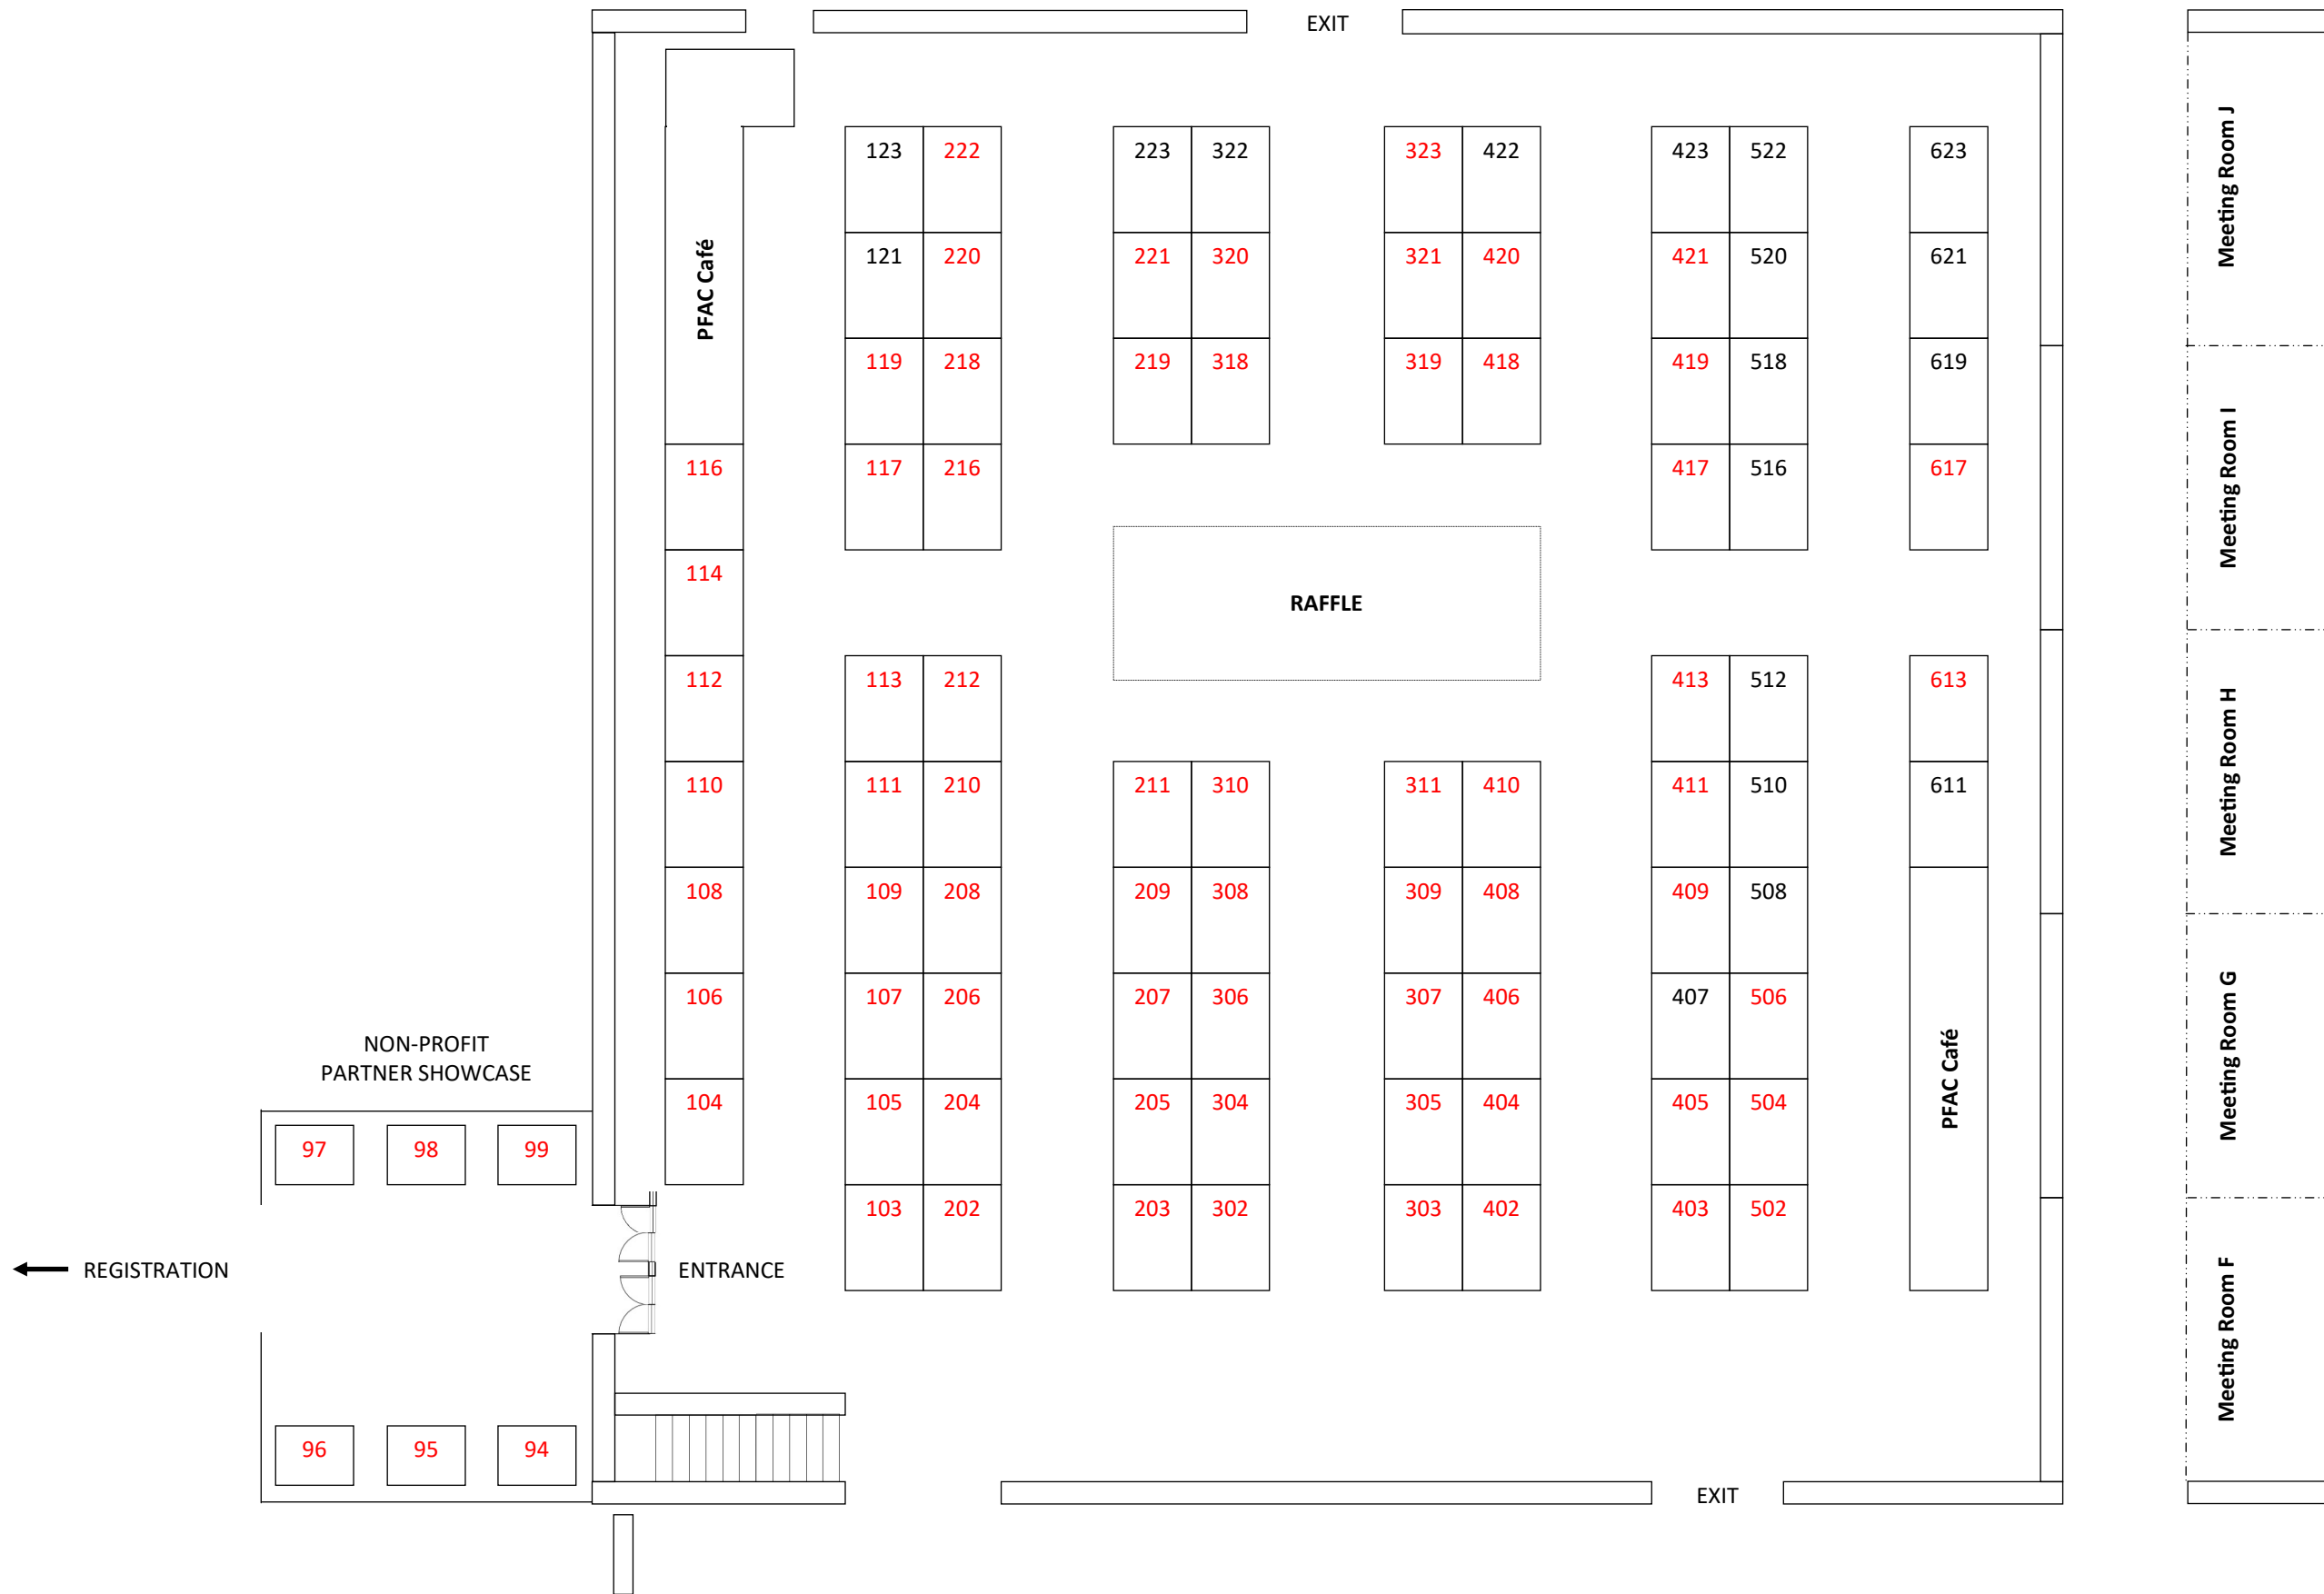 EXIT
123 222 223 322 323 422 423 522 623
Meeting Room J
PFAC Café
121 220 221 320 321 420 421 520 621
119 218 219 318 319 418 419 518 619
Meeting Room I
116 117 216 417 516 617
114
RAFFLE
112 113 212 413 512 613
Meeting Room H
110 111 210 211 310 311 410 411 510 611
108 109 208 209 308 309 408 409 508
106 107 206 207 306 307 406 407 506
Meeting Room G
NON-PROFIT
PARTNER SHOWCASE
PFAC Café
104 105 204 205 304 305 404 405 504
97 98 99
103 202 203 302 303 402 403 502
REGISTRATION
ENTRANCE
Meeting Room F
96 95 94
EXIT